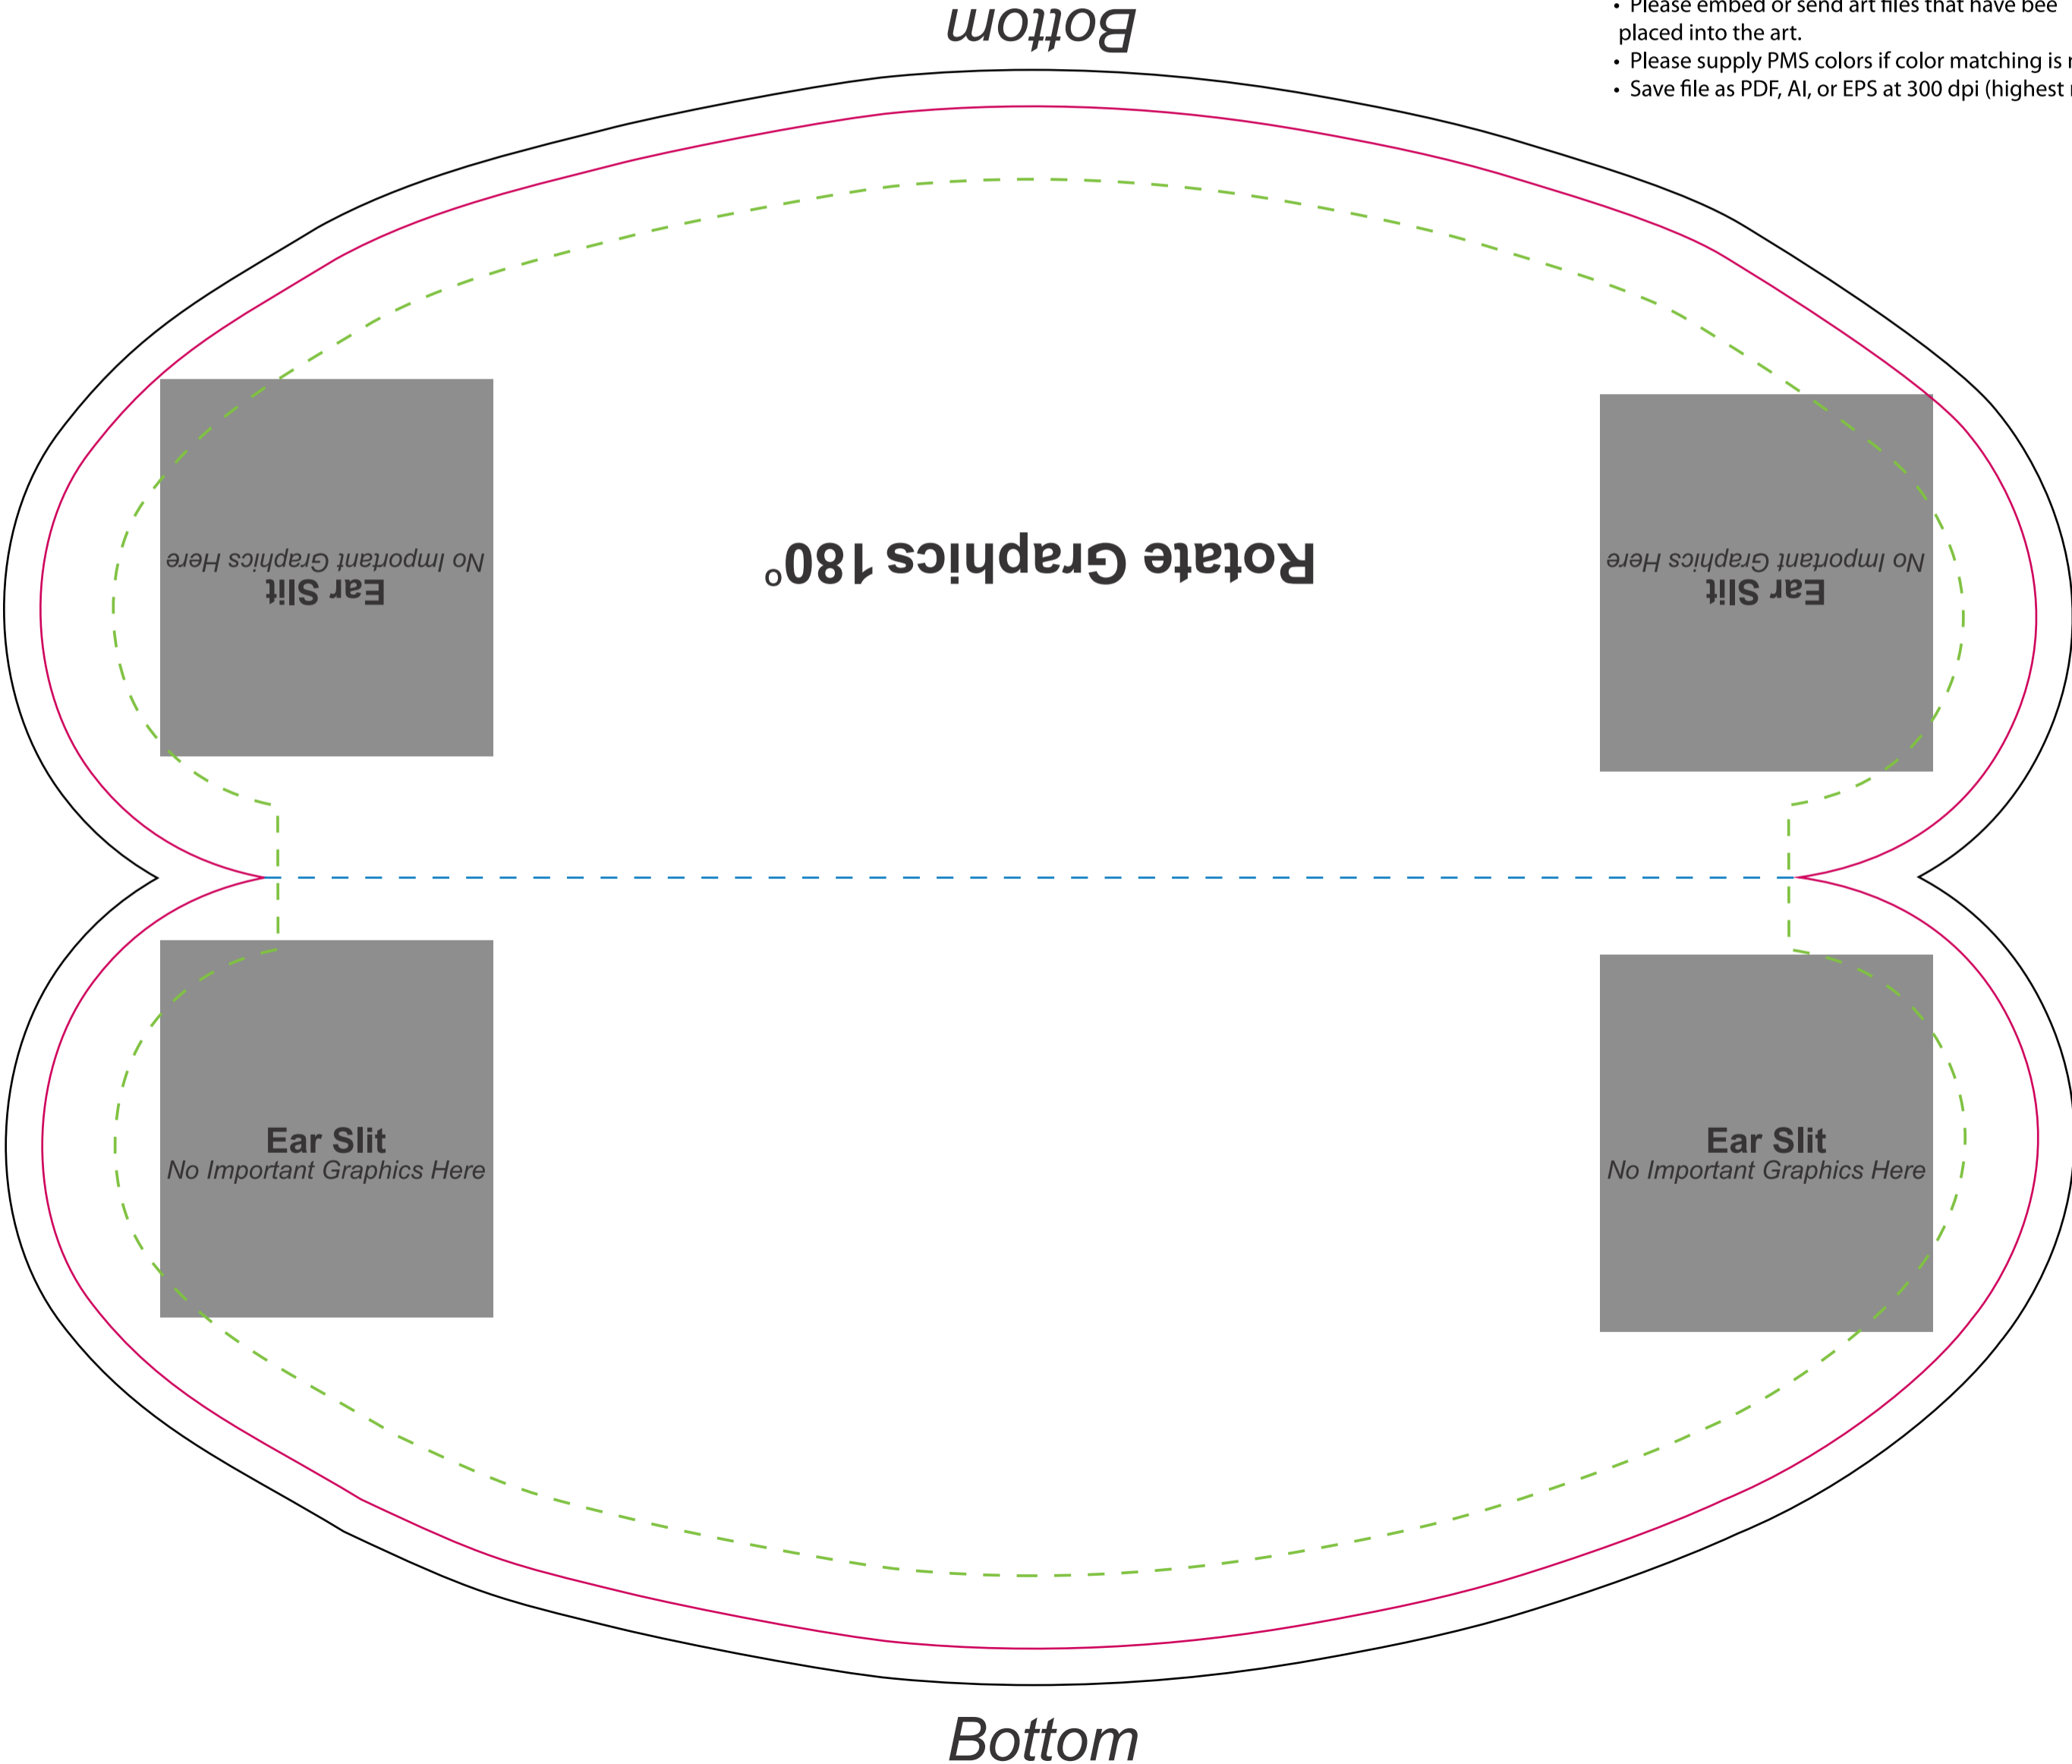 Bottom
• Please embed or send art files that have bee
placed into the art.
• Please supply PMS colors if color matching is
• Save file as PDF, AI, or EPS at 300 dpi (highest
Rotate Graphics 180°
Ear Slit
No Important Graphics Here
Ear Slit
No Important Graphics Here
Ear Slit
No Important Graphics Here
Ear Slit
No Important Graphics Here
Bottom